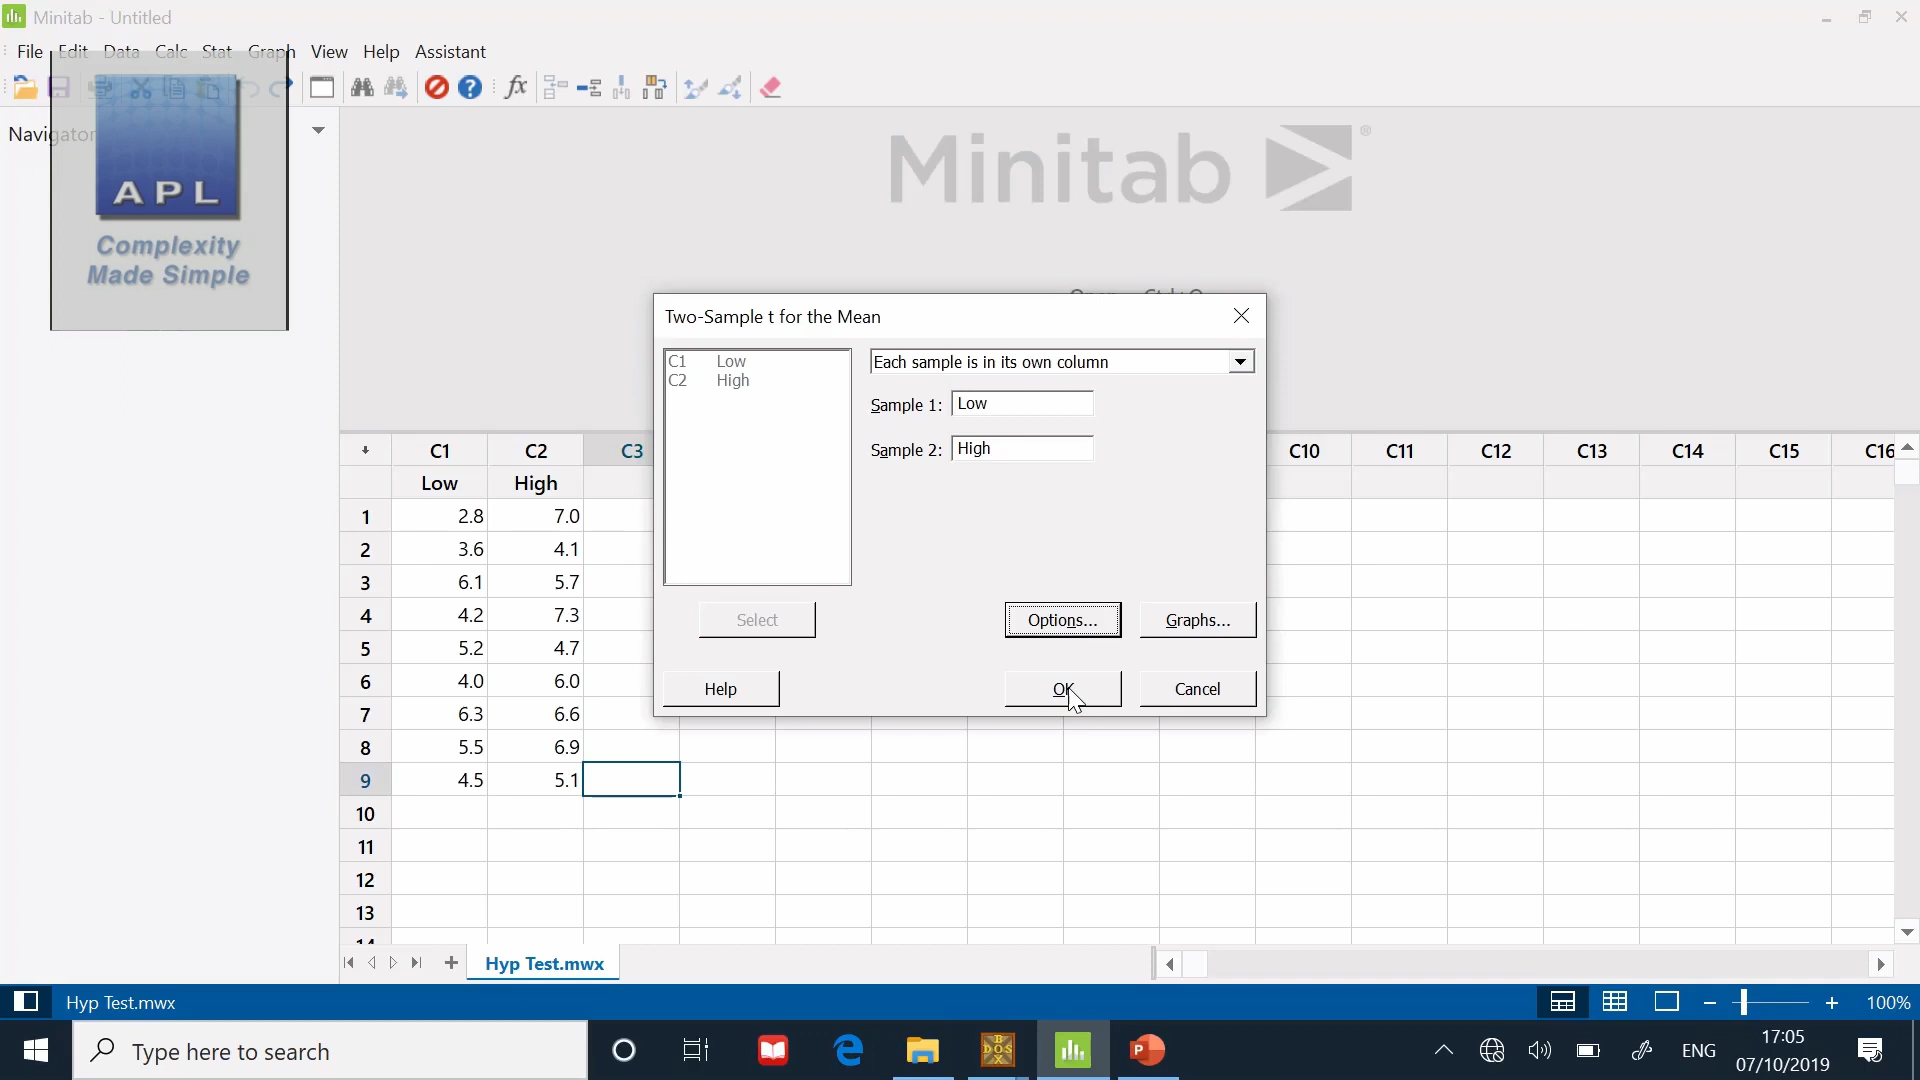 Minitab - Untitled
File Edit Data Calc Stat Graph View Help Assistant
Navigator
APL
Complexity
Made Simple
Minitab
Two-Sample t for the Mean
C1 Low
C2 High
Each sample is in its own column
Sample 1: Low
Sample 2: High
Select
Options...
Graphs...
Help
OK
Cancel
C1 C2 C3 C10 C11 C12 C13 C14 C15 C16
Low High
1 2.8 7.0
2 3.6 4.1
3 6.1 5.7
4 4.2 7.3
5 5.2 4.7
6 4.0 6.0
7 6.3 6.6
8 5.5 6.9
9 4.5 5.1
10
11
12
13
Hyp Test.mwx
Hyp Test.mwx
100%
Type here to search
DOS
BOX
ENG
17:05
07/10/2019